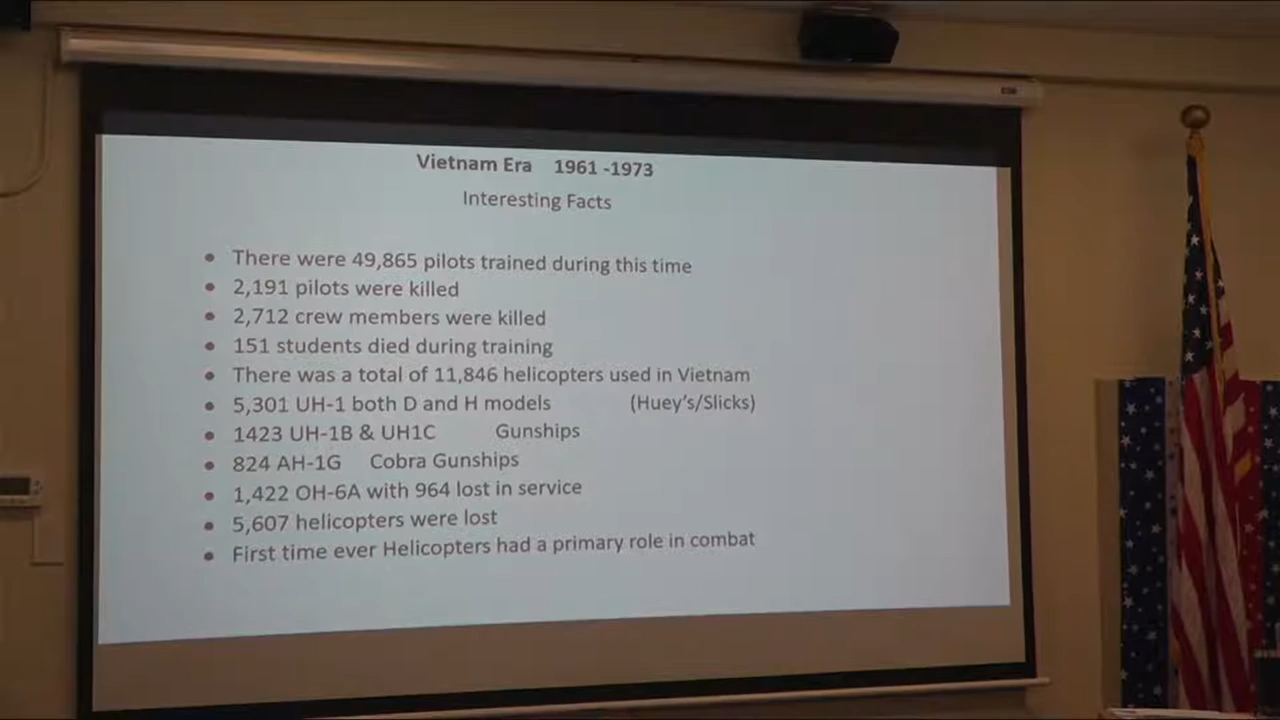 Vietnam Era 1961 -1973
Interesting Facts
• There were 49,865 pilots trained during this time
• 2,191 pilots were killed
• 2,712 crew members were killed
• 151 students died during training
• There was a total of 11,846 helicopters used in Vietnam
• 5,301 UH-1 both D and H models (Huey's/Slicks)
• 1423 UH-1B & UH1C Gunships
• 824 AH-1G Cobra Gunships
• 1,422 OH-6A with 964 lost in service
• 5,607 helicopters were lost
• First time ever Helicopters had a primary role in combat